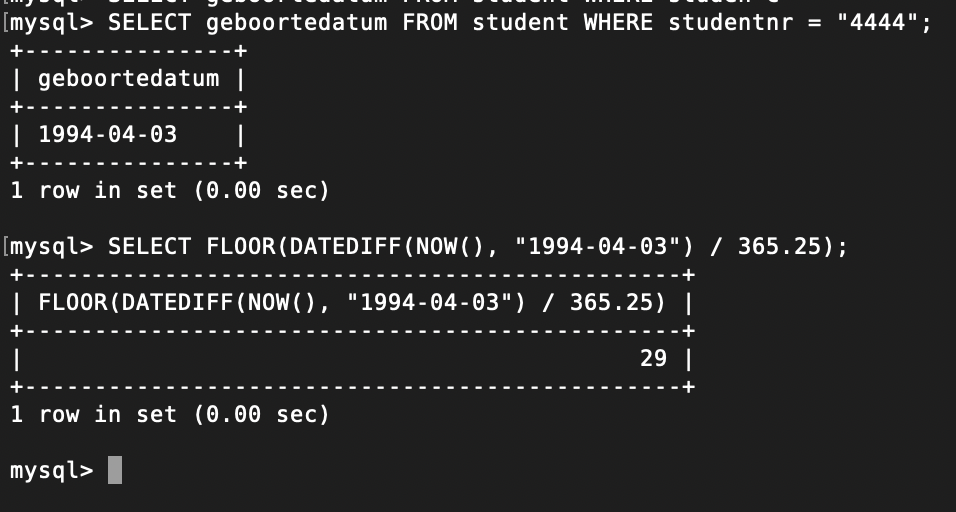 mysql> SELECT geboortedatum FROM student WHERE studentnr = "4444";
+---------------+
| geboortedatum |
+---------------+
| 1994-04-03    |
+---------------+
1 row in set (0.00 sec)

[mysql> SELECT FLOOR(DATEDIFF(NOW(), "1994-04-03") / 365.25);
+-----------------------------------------------+
| FLOOR(DATEDIFF(NOW(), "1994-04-03") / 365.25) |
+-----------------------------------------------+
|                                            29 |
+-----------------------------------------------+
1 row in set (0.00 sec)

mysql>